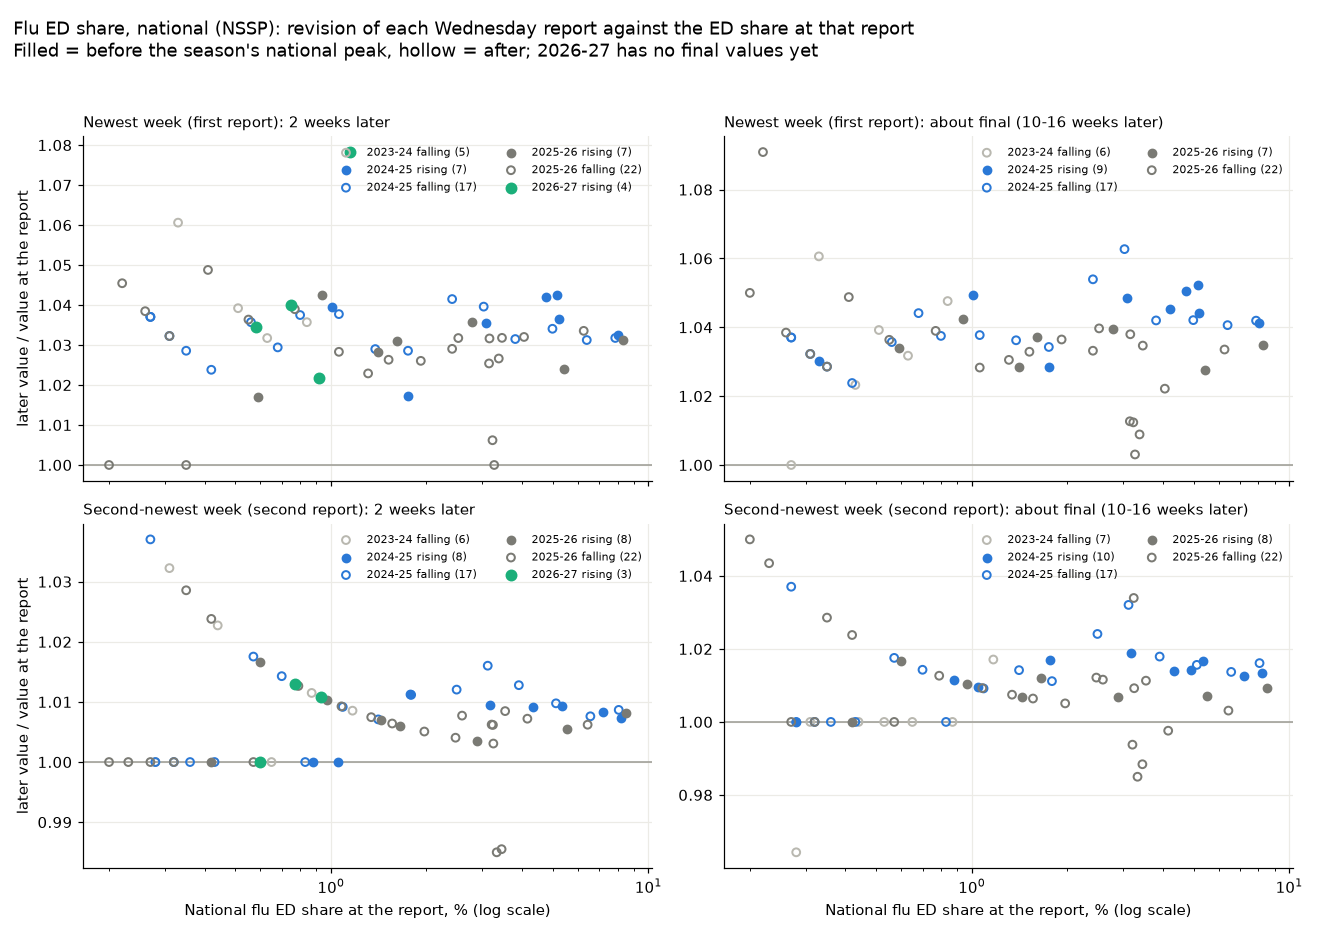 Flu ED share, national (NSSP): revision of each Wednesday report against the ED share at that report
Filled = before the season's national peak, hollow = after; 2026-27 has no final values yet
Newest week (first report): 2 weeks later
later value / value at the report
1.08
1.07
1.06
1.05
1.04
1.03
1.02
1.01
1.00
2023-24 falling (5)
2024-25 rising (7)
2024-25 falling (17)
2025-26 rising (7)
2025-26 falling (22)
2026-27 rising (4)
Newest week (first report): about final (10-16 weeks later)
1.08
1.06
1.04
1.02
1.00
2023-24 falling (6)
2024-25 rising (9)
2024-25 falling (17)
2025-26 rising (7)
2025-26 falling (22)
Second-newest week (second report): 2 weeks later
later value / value at the report
1.03
1.02
1.01
1.00
0.99
2023-24 falling (6)
2024-25 rising (8)
2024-25 falling (17)
2025-26 rising (8)
2025-26 falling (22)
2026-27 rising (3)
10⁰
10¹
National flu ED share at the report, % (log scale)
Second-newest week (second report): about final (10-16 weeks later)
1.04
1.02
1.00
0.98
2023-24 falling (7)
2024-25 rising (10)
2024-25 falling (17)
2025-26 rising (8)
2025-26 falling (22)
10⁰
10¹
National flu ED share at the report, % (log scale)